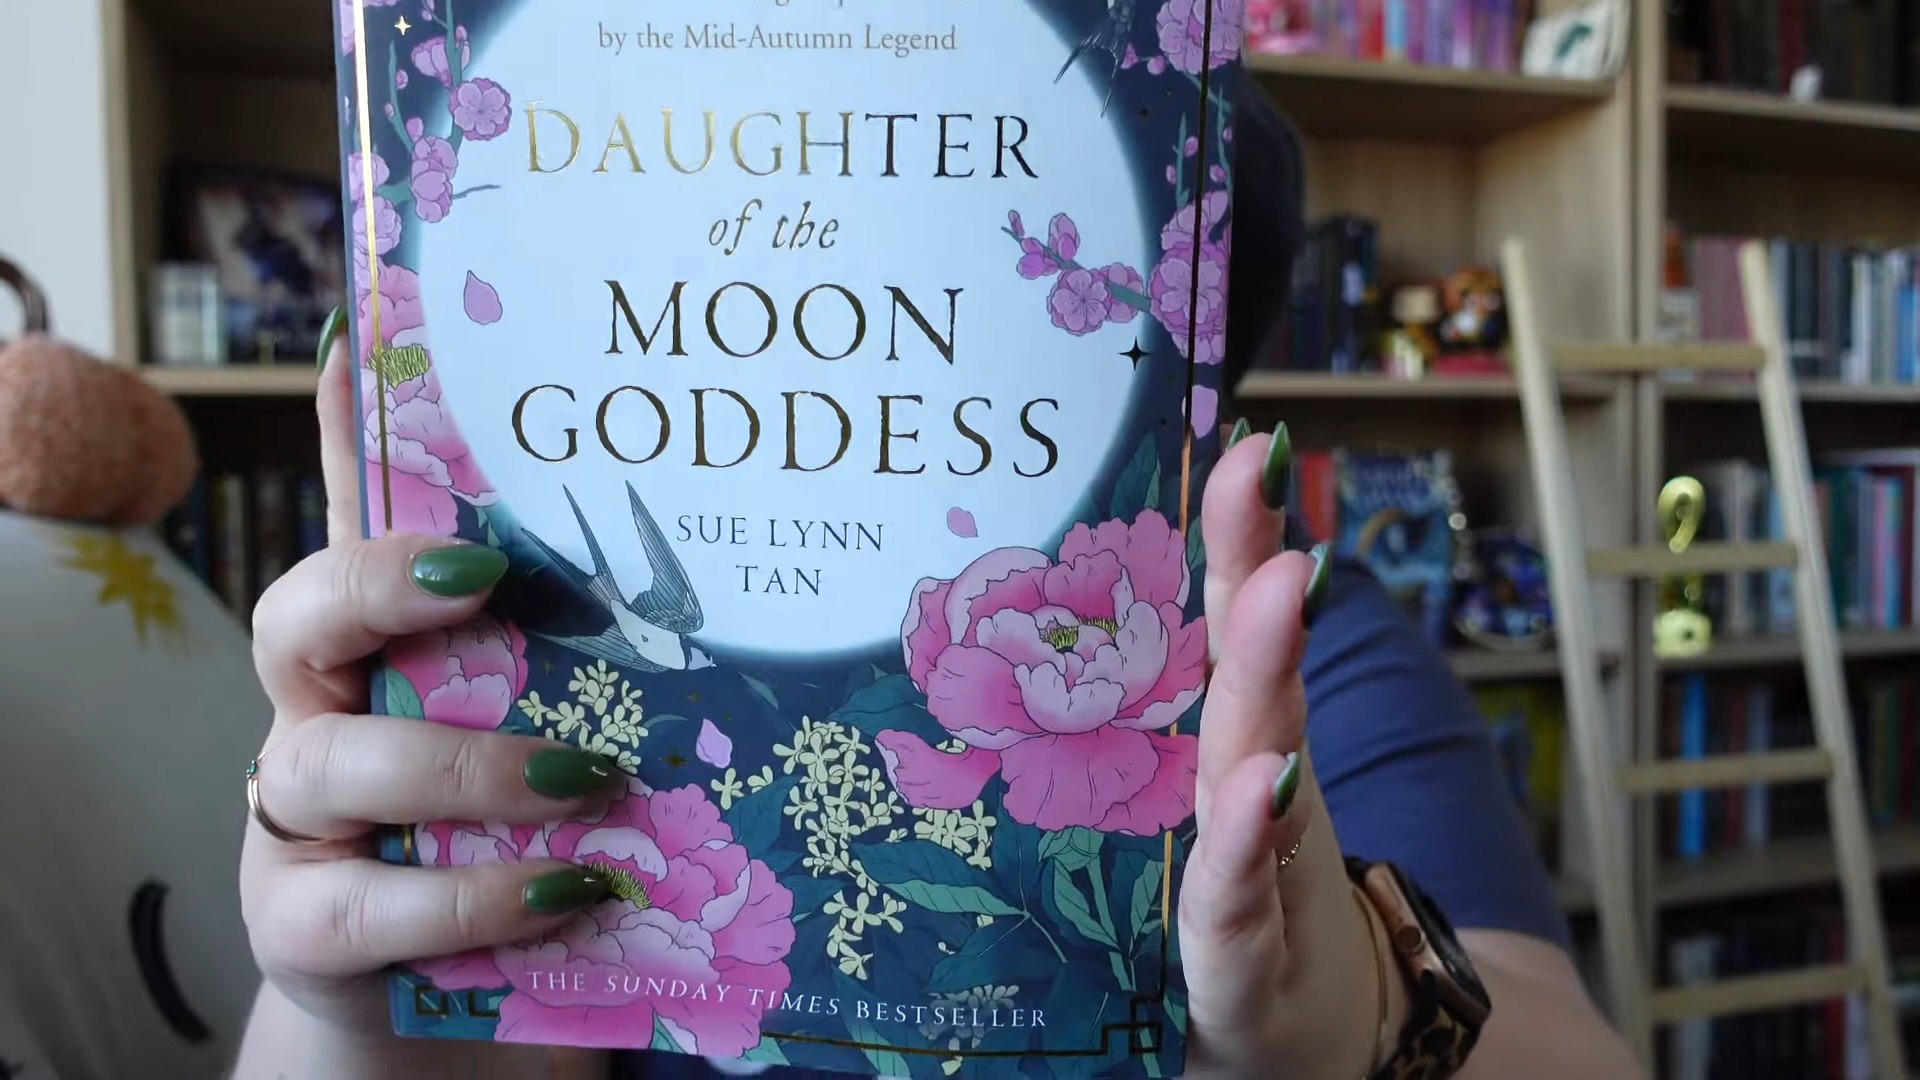 by the Mid-Autumn Legend
DAUGHTER
of the
MOON
GODDESS
SUE LYNN
TAN
THE SUNDAY TIMES BESTSELLER